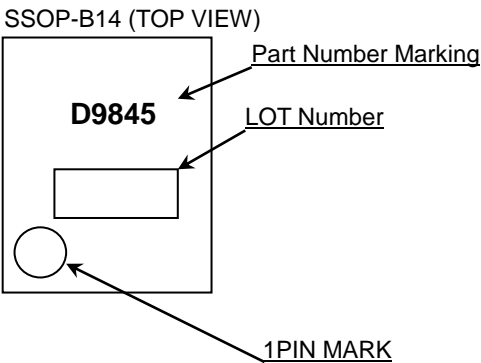 SSOP-B14 (TOP VIEW)
Part Number Marking
D9845
LOT Number
1PIN MARK